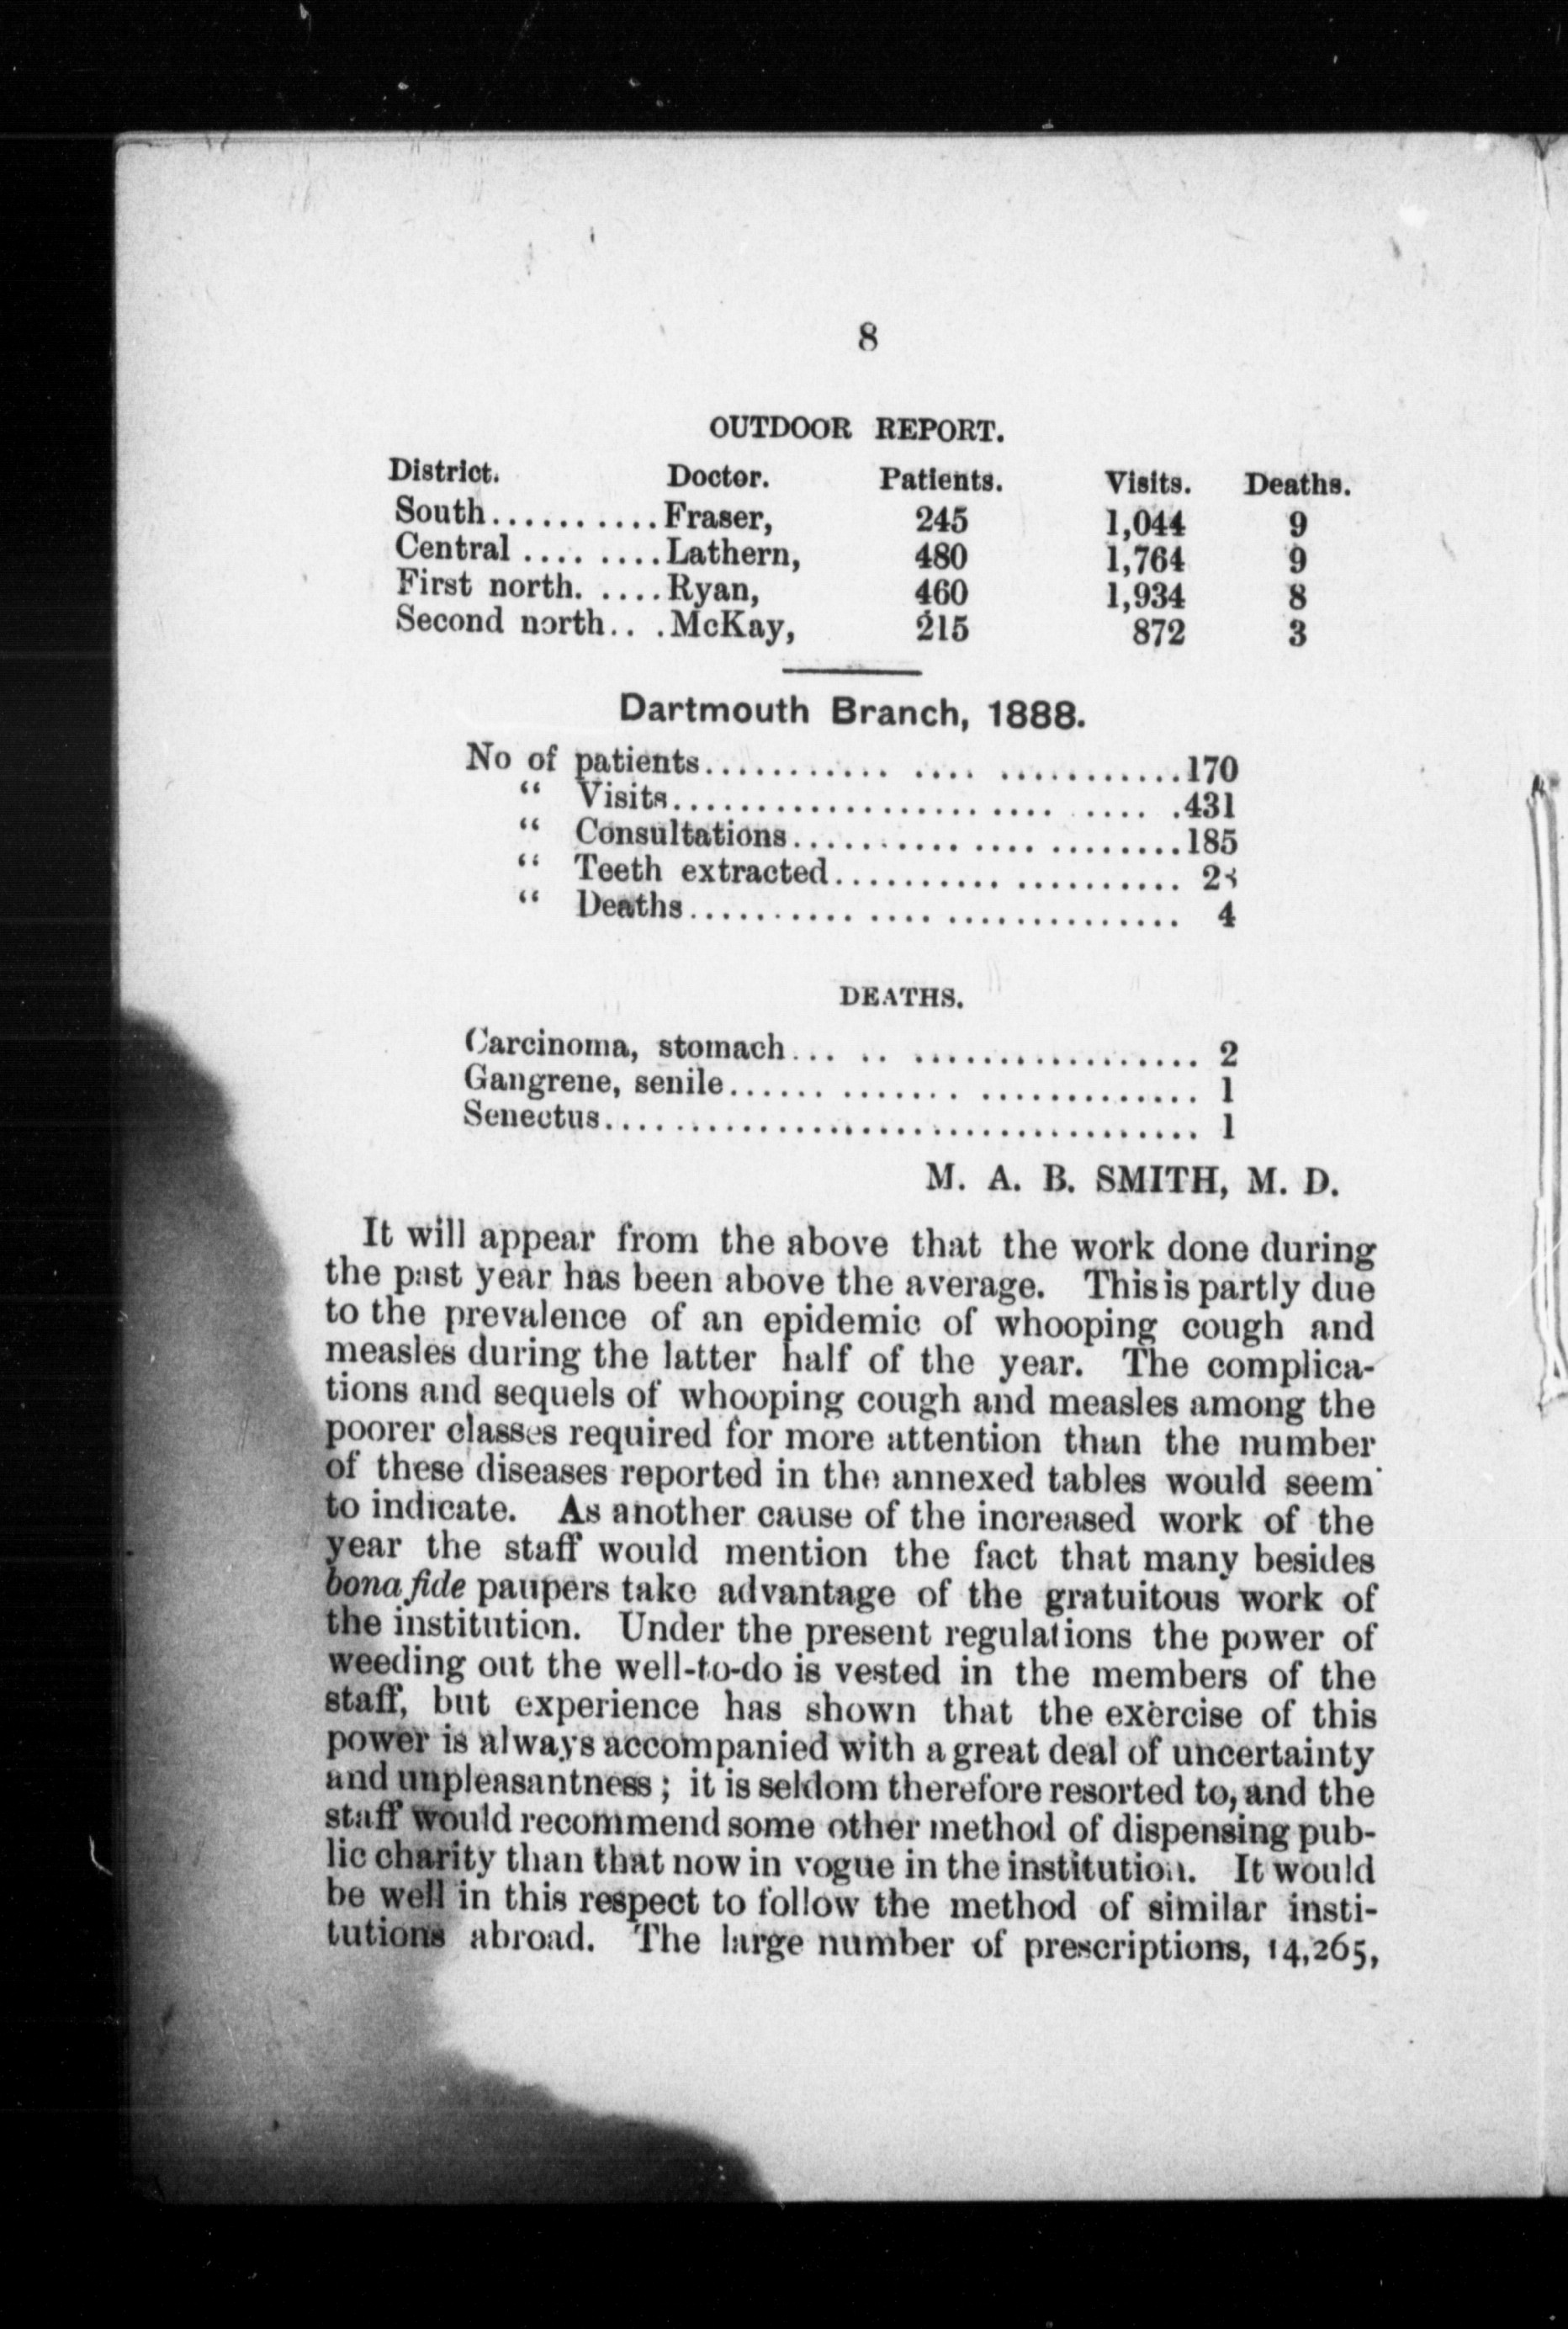 8
OUTDOOR REPORT.
District. Doctor. Patients. Visits. Deaths.
South...........Fraser, 245 1,044 9
Central .... ....Lathern, 480 1,764 9
First north. ....Ryan, 460 1,934 8
Second north.. .McKay, 215 872 3
Dartmouth Branch, 1888.
No of patients........... .... ............170
“ Visits...................... .... .... .431
“ Consultations............ .... ........185
“ Teeth extracted........... ...........
“ Deaths.......... .... ............... 4
DEATHS.
Carcinoma, stomach... .. .................. 2
Gangrene, senile...... ....... ............. 1
Senectus.................................... 1
M. A. B. SMITH, M. D.
It will appear from the above that the work done during
the past year has been above the average. This is partly due
to the prevalence of an epidemic of whooping cough and
measles during the latter half of the year. The complica-
tions and sequels of whooping cough and measles among the
poorer classes required for more attention than the number
of these diseases reported in the annexed tables would seem
to indicate. As another cause of the increased work of the
year the staff would mention the fact that many besides
bona fide paupers take advantage of the gratuitous work of
the institution. Under the present regulations the power of
weeding out the well-to-do is vested in the members of the
staff, but experience has shown that the exercise of this
power is always accompanied with a great deal of uncertainty
and unpleasantness; it is seldom therefore resorted to, and the
staff would recommend some other method of dispensing pub-
lic charity than that now in vogue in the institution. It would
be well in this respect to follow the method of similar insti-
tutions abroad. The large number of prescriptions, 14,265,